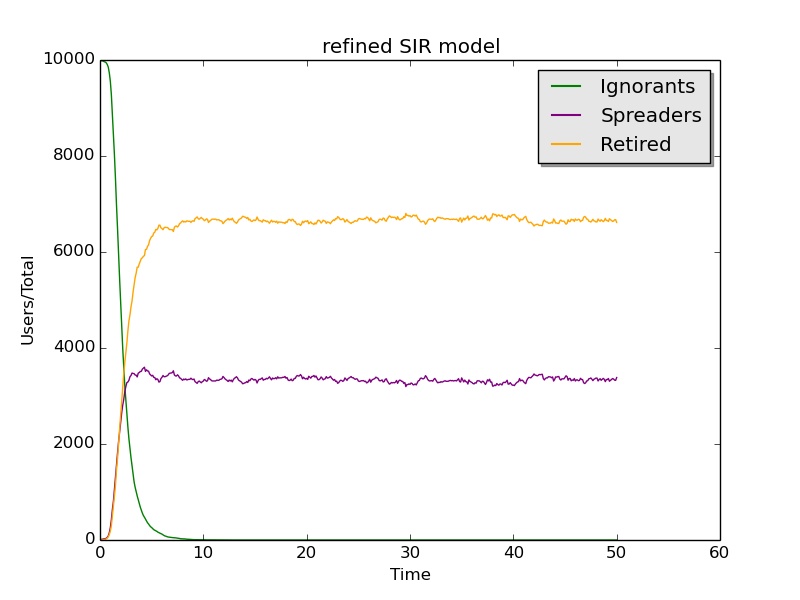 refined SIR model
10000
8000
6000
4000
2000
0
Users/Total
Ignorants
Spreaders
Retired
0 10 20 30 40 50 60
Time